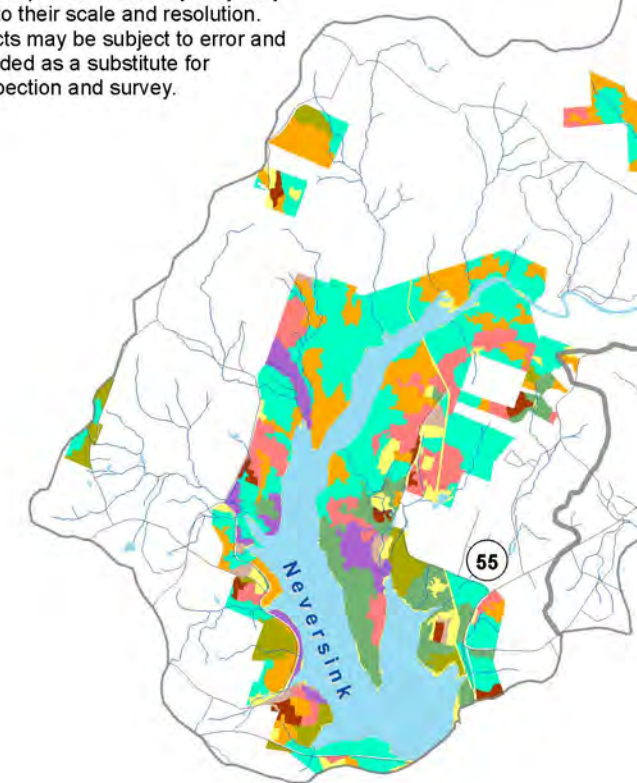 to their scale and resolution.
cts may be subject to error and
ded as a substitute for
pection and survey.
55
Neversink